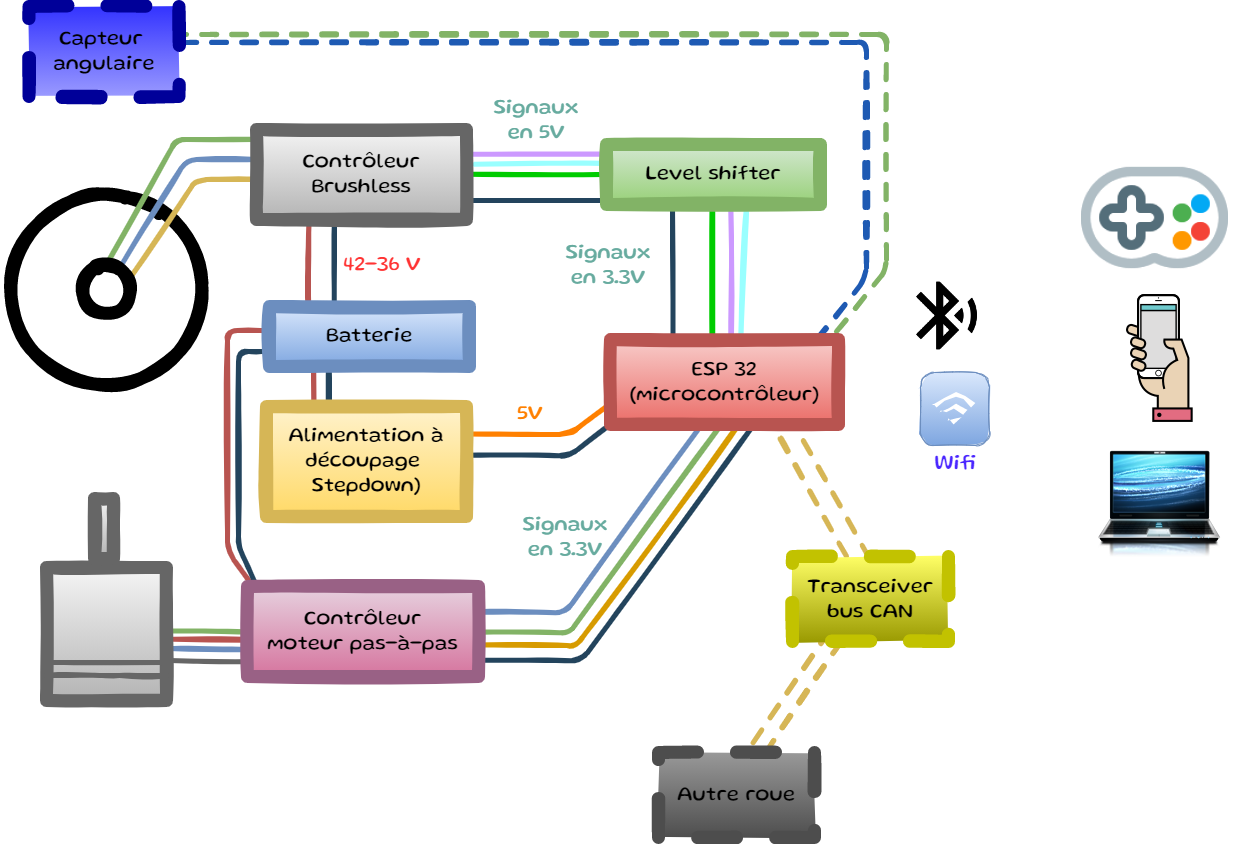 Capteur
angulaire
Signaux
en 5V
Contrôleur
Brushless
Level shifter
42-36 V
Signaux
en 3.3V
Batterie
ESP 32
(microcontrôleur)
5V
Alimentation à
découpage
Stepdown)
Wifi
Signaux
en 3.3V
Contrôleur
moteur pas-à-pas
Transceiver
bus CAN
Autre roue